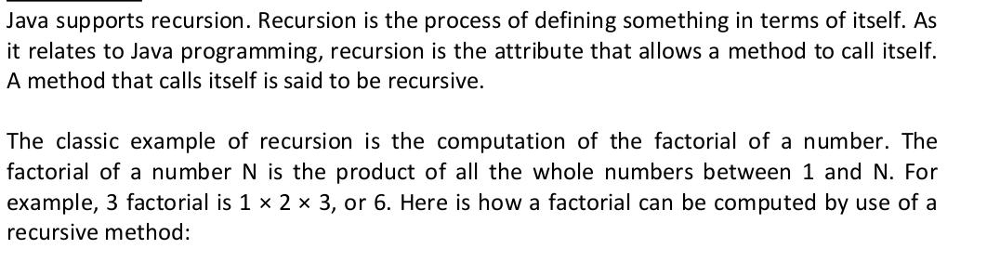 Java supports recursion. Recursion is the process of defining something in terms of itself. As
it relates to Java programming, recursion is the attribute that allows a method to call itself.
A method that calls itself is said to be recursive.
The classic example of recursion is the computation of the factorial of a number. The
factorial of a number N is the product of all the whole numbers between 1 and N. For
example, 3 factorial is 1 × 2 × 3, or 6. Here is how a factorial can be computed by use of a
recursive method: